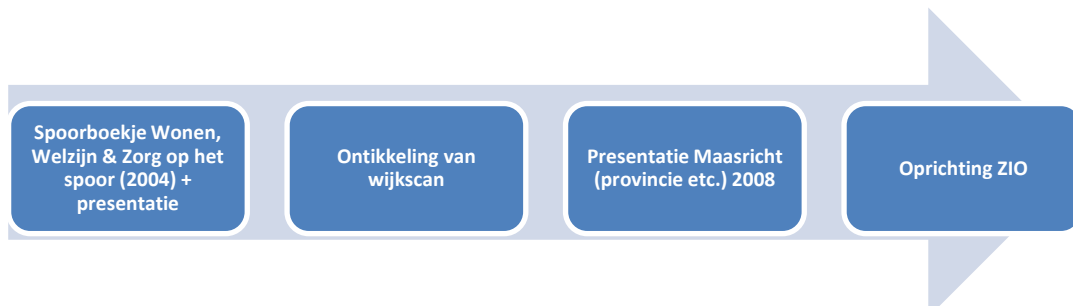 Spoorboekje Wonen,
Welzijn & Zorg op het
spoor (2004) +
presentatie
Ontikkeling van
wijkscan
Presentatie Maasricht
(provincie etc.) 2008
Oprichting ZIO